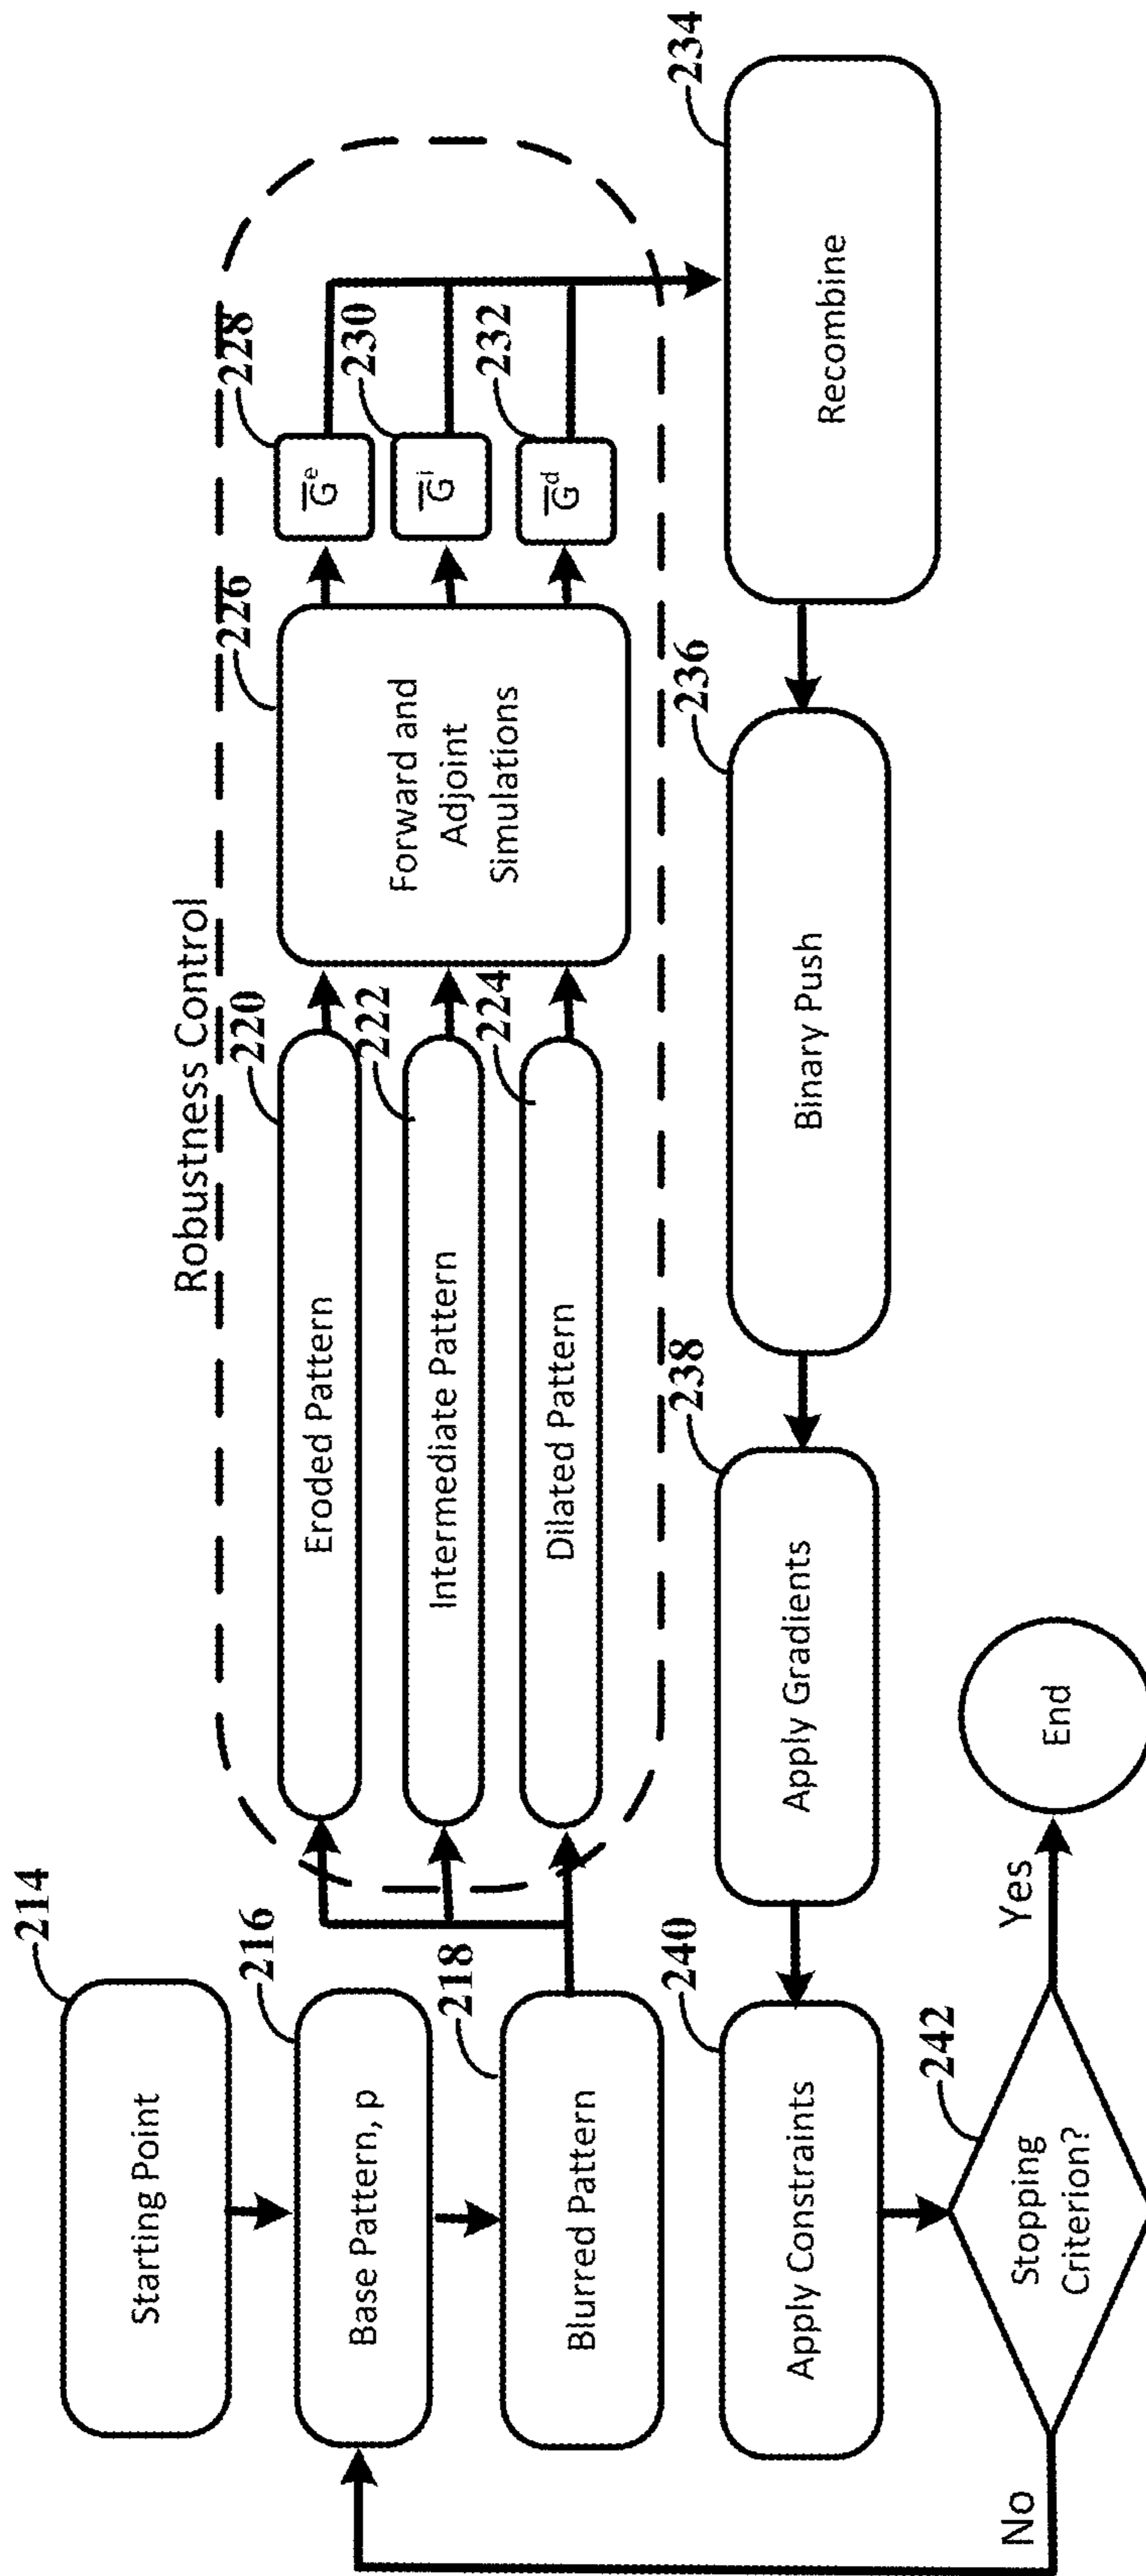 Robustness Control
214
Starting Point
216
Base Pattern, p
218
Blurred Pattern
220
Eroded Pattern
222
Intermediate Pattern
224
Dilated Pattern
226
Forward and
Adjoint
Simulations
228
G̅ᵉ
230
G̅ⁱ
232
G̅ᵈ
234
Recombine
236
Binary Push
238
Apply Gradients
240
Apply Constraints
242
Stopping
Criterion?
Yes
End
No